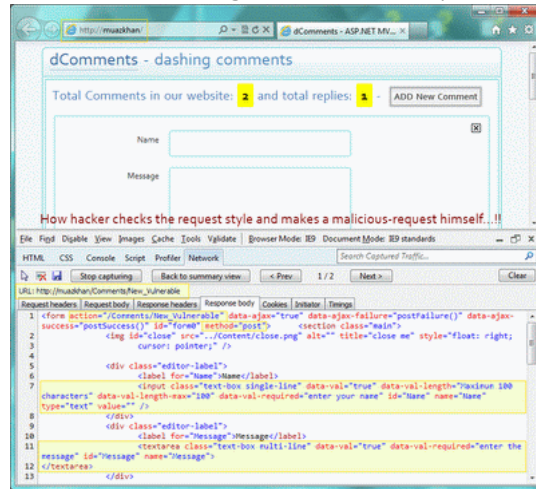 http://muazkhan/
dComments - ASP.NET MV...
dComments - dashing comments
Total Comments in our website: 2 and total replies: 1 - ADD New Comment
Name
Message
How hacker checks the request style and makes a malicious-request himself...!!
File Find Disable View Images Cache Tools Validate Browser Mode: IE9 Document Mode: IE9 standards
HTML CSS Console Script Profiler Network Search Captured Traffic...
Stop capturing Back to summary view < Prev 1 / 2 Next > Clear
URL: http://muazkhan/Comments/New_Vulnerable
Request headers Request body Response headers Response body Cookies Initiator Timings
1 <form action="/Comments/New_Vulnerable" data-ajax="true" data-ajax-failure="postFailure()" data-ajax-
success="postSuccess()" id="form0" method="post"> <section class="main">
2 <img id="close" src="../Content/close.png" alt="" title="close me" style="float: right;
3 cursor: pointer;" />
4
5 <div class="editor-label">
6 <label for="Name">Name</label>
7 <input class="text-box single-line" data-val="true" data-val-length="Maximun 100
characters" data-val-length-max="100" data-val-required="enter your name" id="Name" name="Name"
type="text" value="" />
8 </div>
9 <div class="editor-label">
10 <label for="Message">Message</label>
11 <textarea class="text-box multi-line" data-val="true" data-val-required="enter the
message" id="Message" name="Message">
12 </textarea>
13 </div>